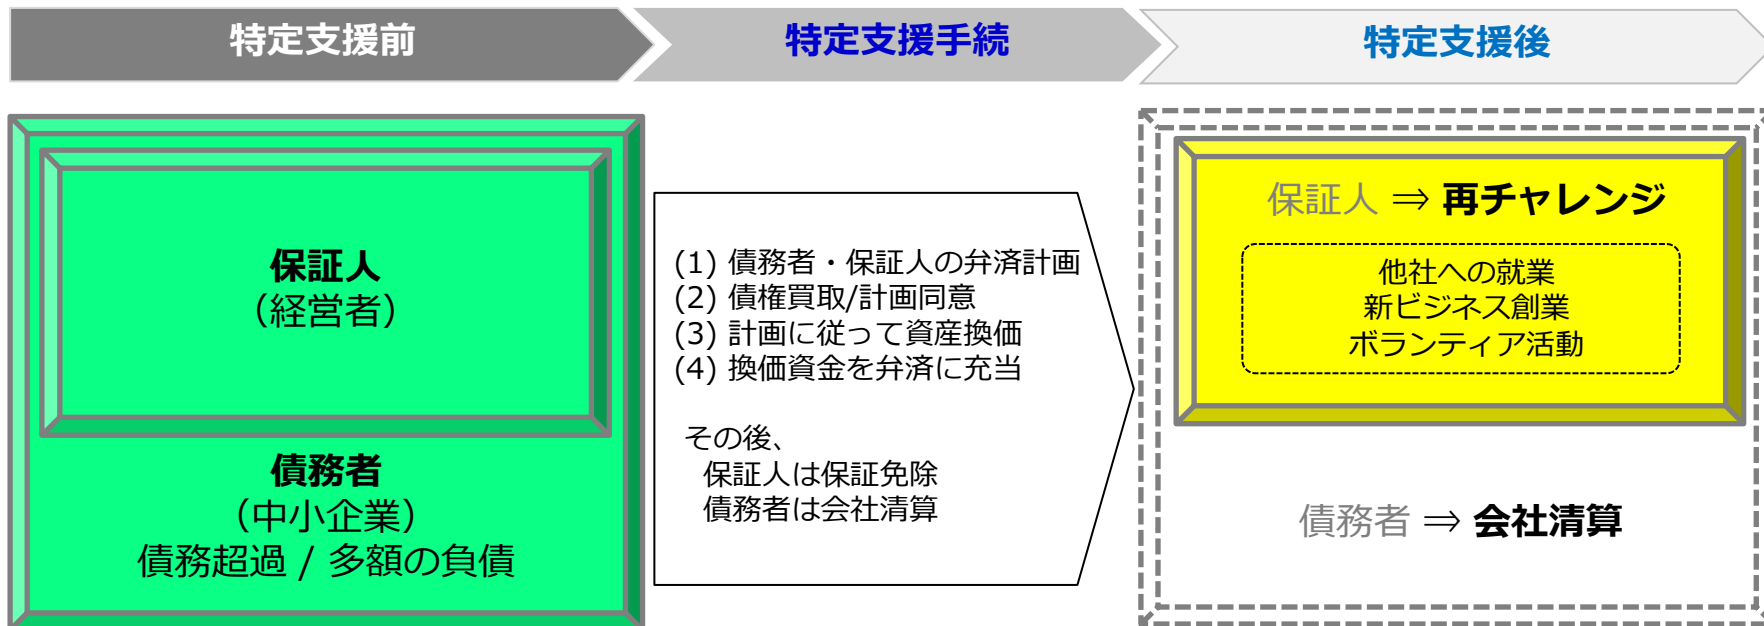 特定支援前
特定支援手続
特定支援後
保証人
（経営者）
債務者
（中小企業）
債務超過 / 多額の負債
(1) 債務者・保証人の弁済計画
(2) 債権買取/計画同意
(3) 計画に従って資産換価
(4) 換価資金を弁済に充当
その後、
保証人は保証免除
債務者は会社清算
保証人 ⇒ 再チャレンジ
他社への就業
新ビジネス創業
ボランティア活動
債務者 ⇒ 会社清算